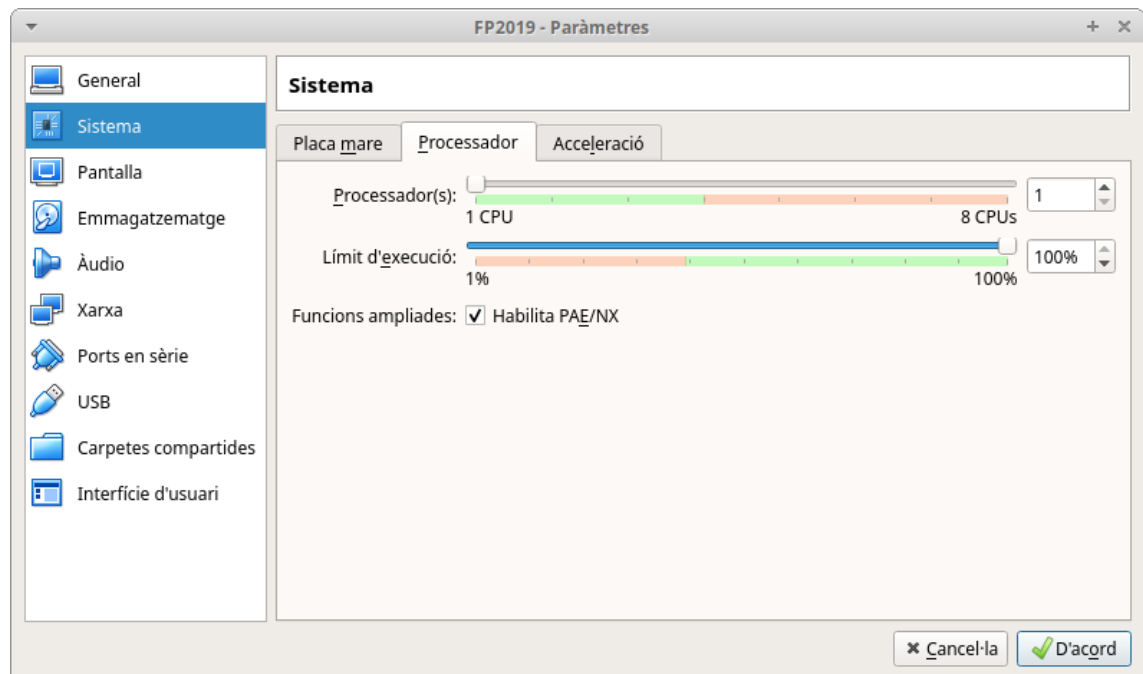 FP2019 - Paràmetres
General
Sistema
Pantalla
Emmagatzematge
Àudio
Xarxa
Ports en sèrie
USB
Carpetes compartides
Interfície d'usuari
Sistema
Placa mare Processador Acceleració
Processador(s): 1
1 CPU 8 CPUs
Límit d'execució: 100%
1% 100%
Funcions ampliades: Habilita PAE/NX
Cancel·la D'acord